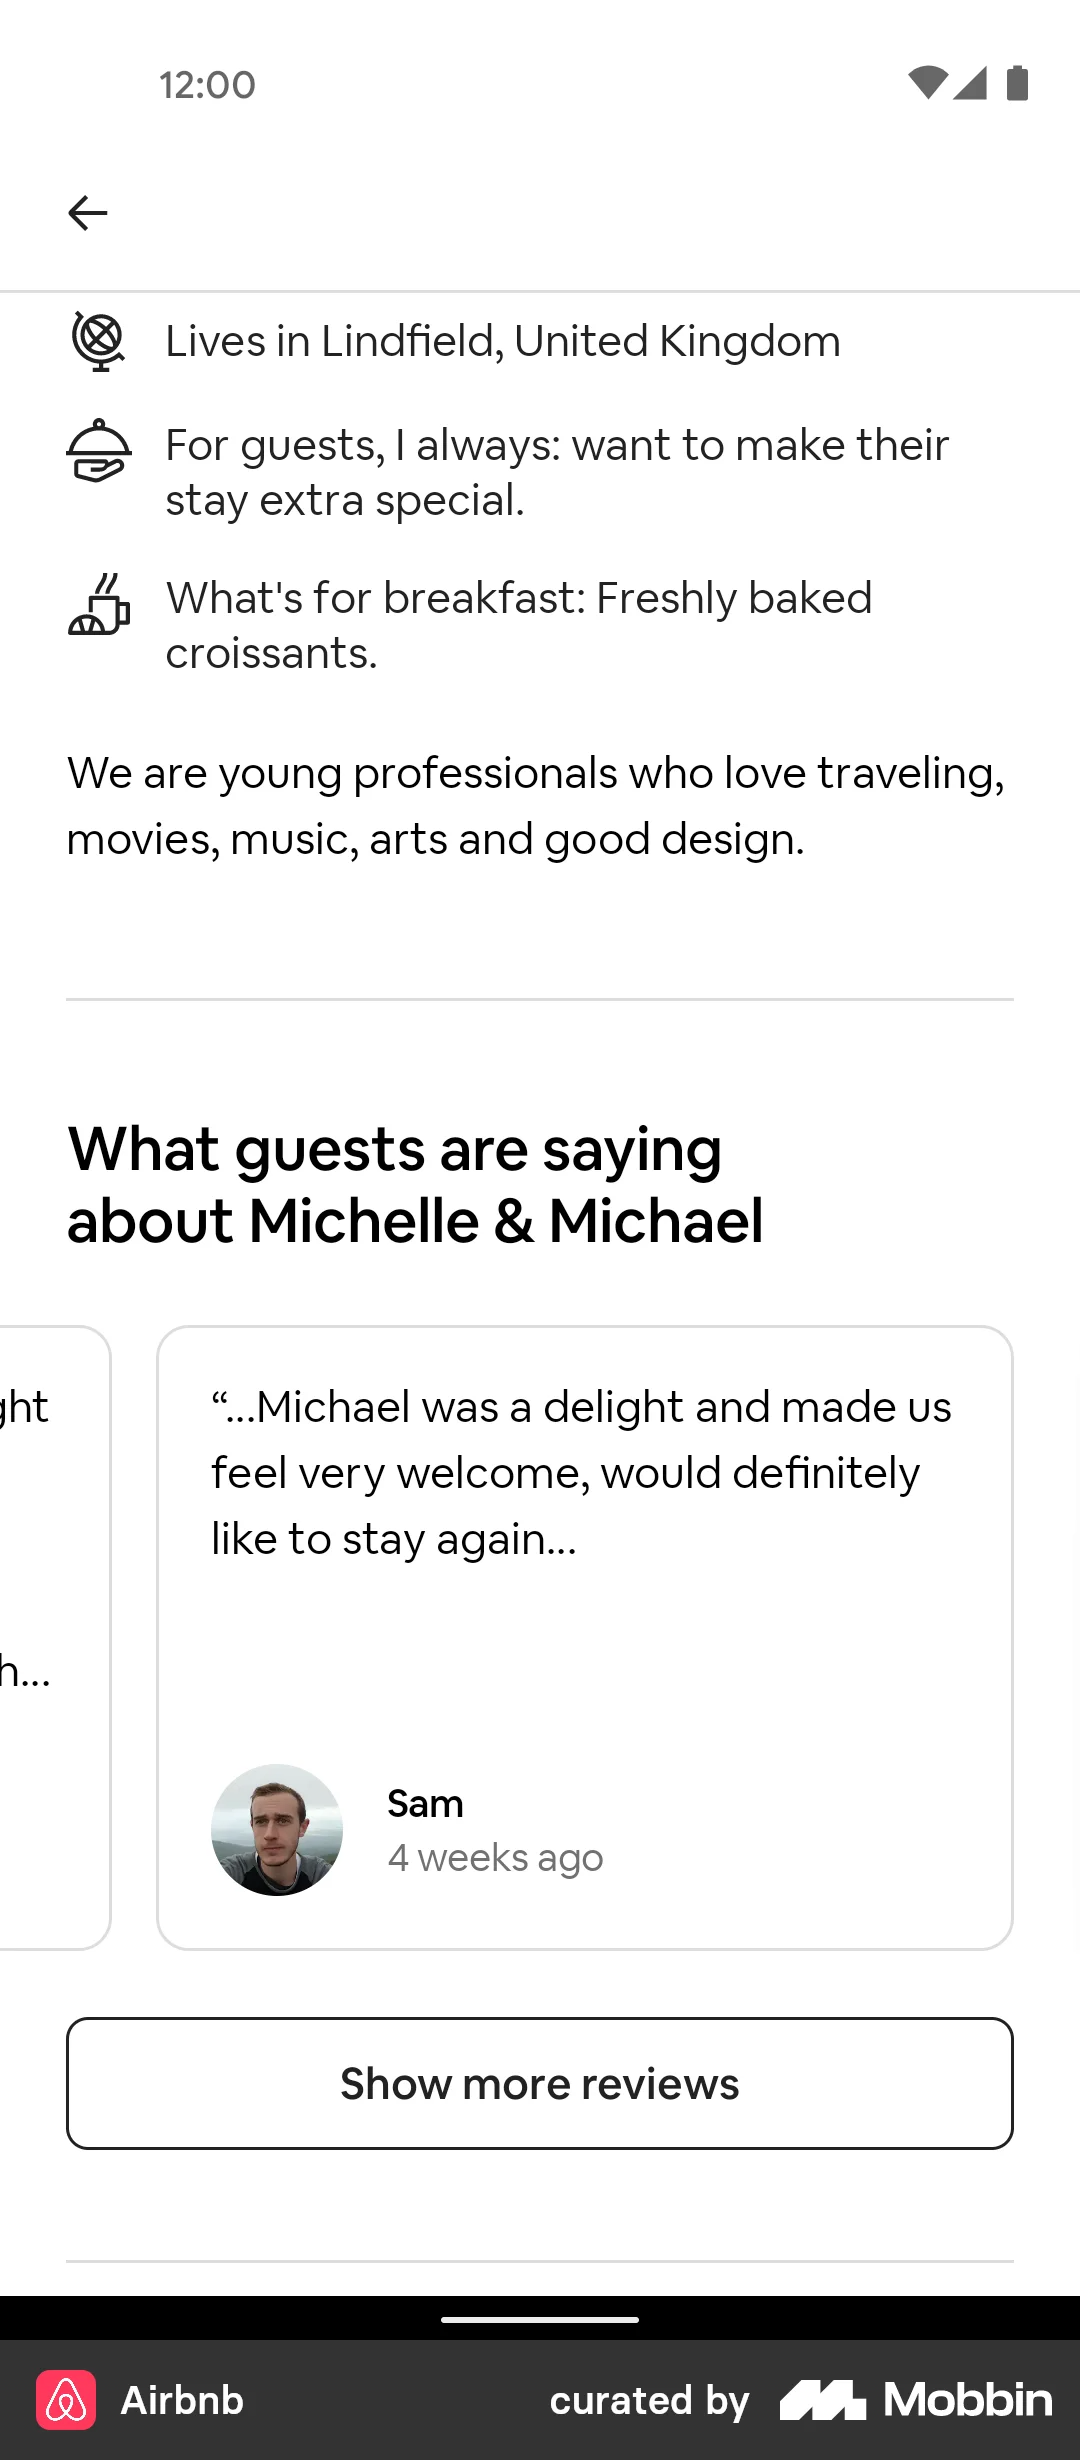 12:00
Lives in Lindfield, United Kingdom
For guests, I always: want to make their
stay extra special.
What's for breakfast: Freshly baked
croissants.
We are young professionals who love traveling,
movies, music, arts and good design.
What guests are saying
about Michelle & Michael
ght
h...
“...Michael was a delight and made us
feel very welcome, would definitely
like to stay again...
Sam
4 weeks ago
Show more reviews
Airbnb
curated by Mobbin